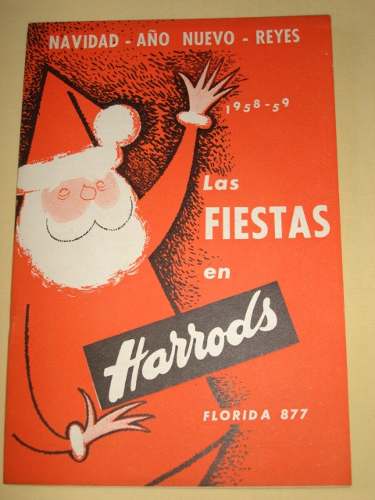 NAVIDAD - AÑO NUEVO - REYES
1958-59
Las
FIESTAS
en
Harrods
FLORIDA 877